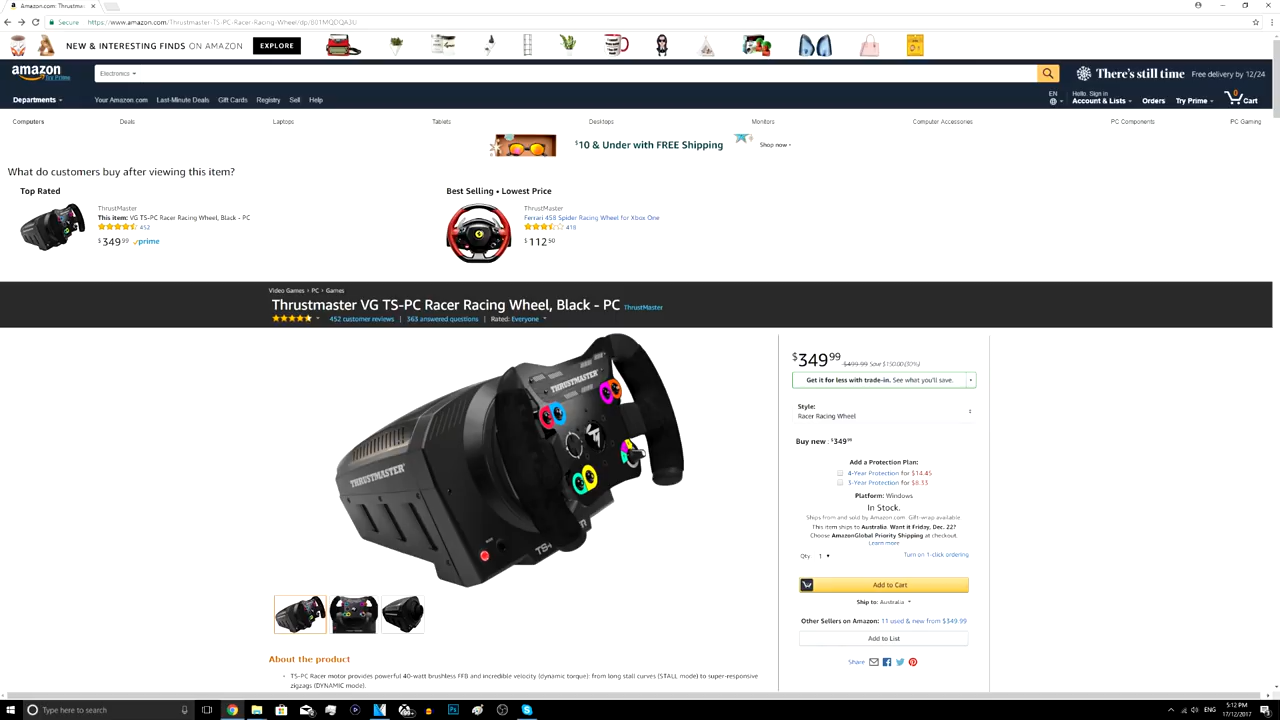 Amazon.com: Thrustma
Secure
https://www.amazon.com/Thrustmaster-TS-PC-Racer-Racing-Wheel/dp/B01MQDQA3U
NEW & INTERESTING FINDS ON AMAZON
EXPLORE
amazon
Try Prime
Electronics
There's still time
Free delivery by 12/24
Departments
Your Amazon.com
Last-Minute Deals
Gift Cards
Registry
Sell
Help
EN
Hello. Sign in
Account & Lists
Orders
Try Prime
0
Cart
Computers
Deals
Laptops
Tablets
Desktops
Monitors
Computer Accessories
PC Components
PC Gaming
$10 & Under with FREE Shipping
Shop now ›
What do customers buy after viewing this item?
Top Rated
Best Selling • Lowest Price
ThrustMaster
This item: VG TS-PC Racer Racing Wheel, Black - PC
452
$349.99 prime
ThrustMaster
Ferrari 458 Spider Racing Wheel for Xbox One
418
$112.50
Video Games › PC › Games
Thrustmaster VG TS-PC Racer Racing Wheel, Black - PC ThrustMaster
452 customer reviews | 363 answered questions | Rated: Everyone
THRUSTMASTER
THRUSTMASTER
$349.99 $499.99 Save $150.00 (30%)
Get it for less with trade-in. See what you'll save.
Style:
Racer Racing Wheel
Buy new : $349.99
Add a Protection Plan:
4-Year Protection for $14.45
3-Year Protection for $8.33
Platform: Windows
In Stock.
Ships from and sold by Amazon.com. Gift-wrap available
This item ships to Australia. Want it Friday, Dec. 22?
Choose AmazonGlobal Priority Shipping at checkout.
Learn more
Qty: 1
Turn on 1-click ordering
Add to Cart
Ship to: Australia
Other Sellers on Amazon: 11 used & new from $349.99
Add to List
Share
About the product
• TS-PC Racer motor provides powerful 40-watt brushless FFB and incredible velocity (dynamic torque): from long stall curves (STALL mode) to super-responsive
zigzags (DYNAMIC mode).
Type here to search
Ps
ENG
5:12 PM
17/12/2017